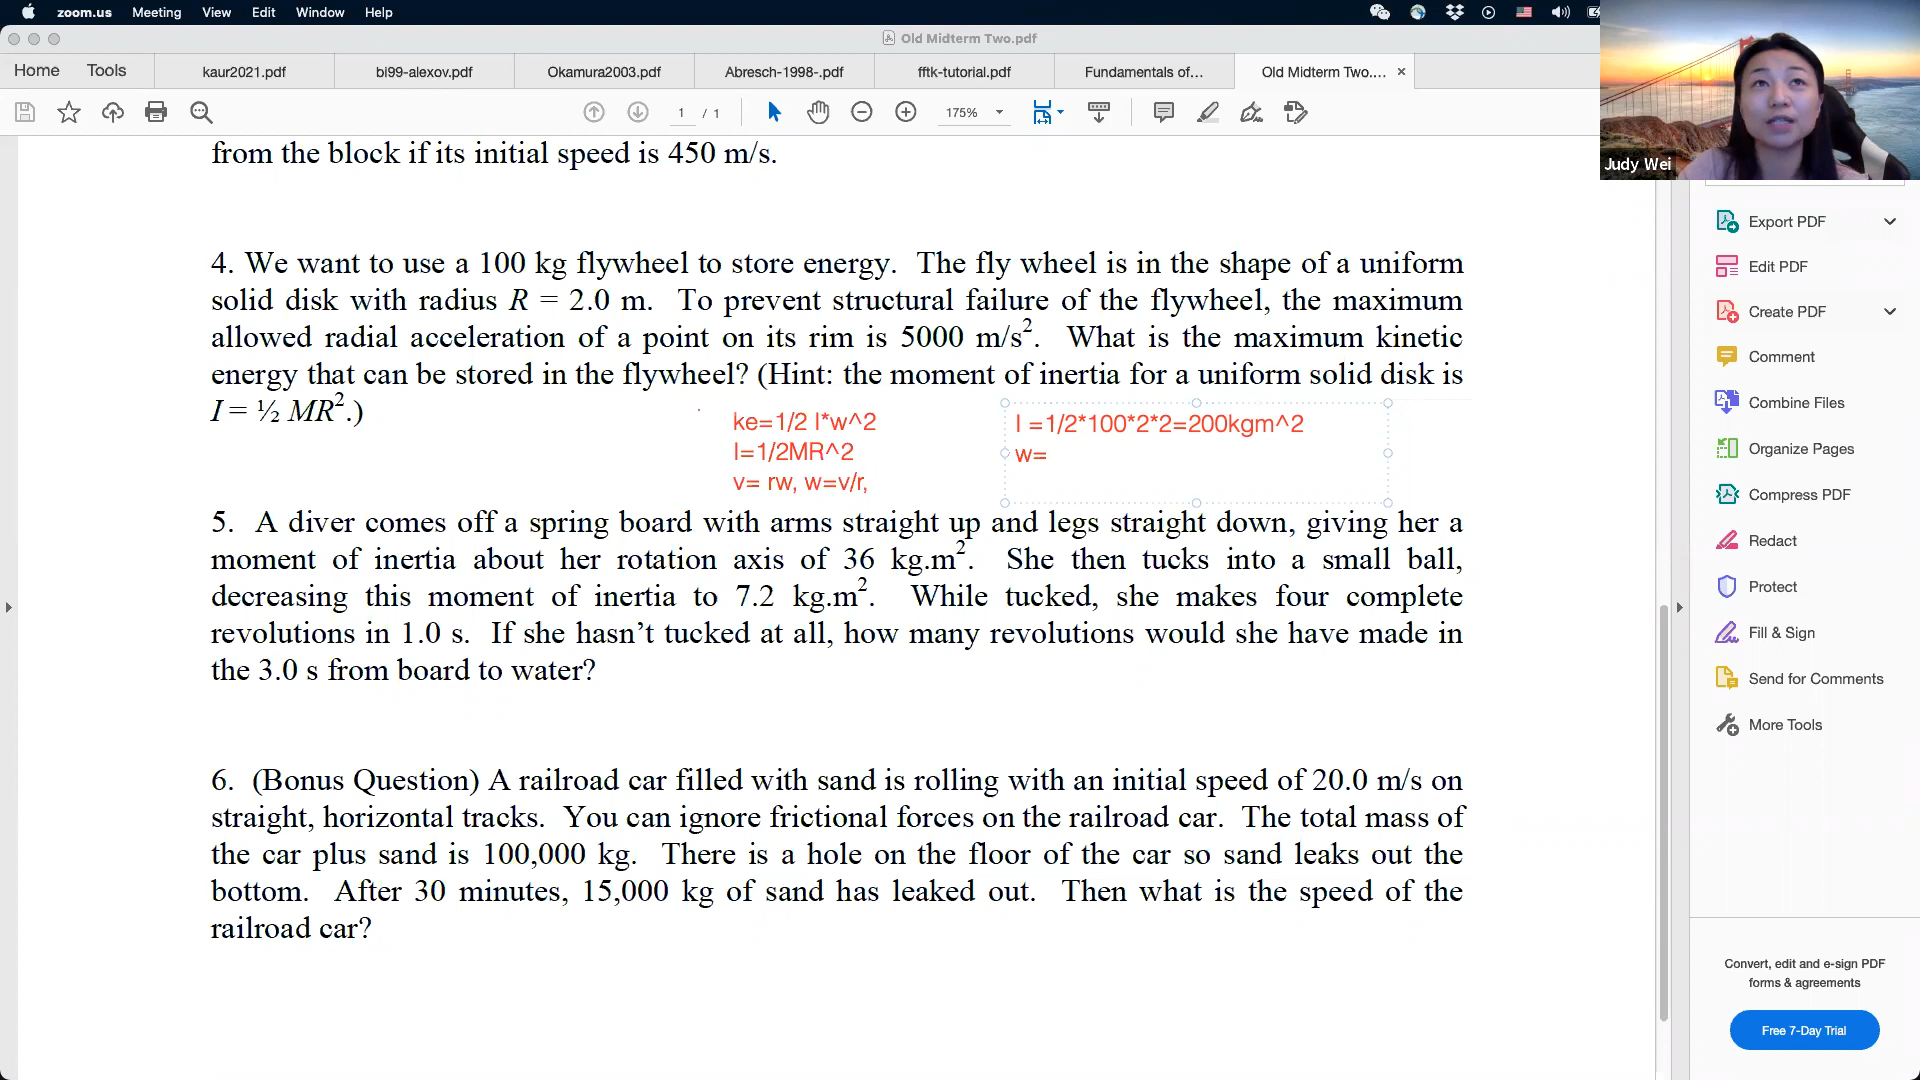 zoom.us Meeting View Edit Window Help
Old Midterm Two.pdf
Home Tools kaur2021.pdf bi99-alexov.pdf Okamura2003.pdf Abresch-1998-.pdf fftk-tutorial.pdf Fundamentals of... Old Midterm Two.... ×
1 / 1 175%
Judy Wei
from the block if its initial speed is 450 m/s.
4. We want to use a 100 kg flywheel to store energy. The fly wheel is in the shape of a uniform
solid disk with radius R = 2.0 m. To prevent structural failure of the flywheel, the maximum
allowed radial acceleration of a point on its rim is 5000 m/s². What is the maximum kinetic
energy that can be stored in the flywheel? (Hint: the moment of inertia for a uniform solid disk is
I = ½ MR².)
ke=1/2 I*w^2
I=1/2MR^2
v= rw, w=v/r,
I =1/2*100*2*2=200kgm^2
w=
5. A diver comes off a spring board with arms straight up and legs straight down, giving her a
moment of inertia about her rotation axis of 36 kg.m². She then tucks into a small ball,
decreasing this moment of inertia to 7.2 kg.m². While tucked, she makes four complete
revolutions in 1.0 s. If she hasn't tucked at all, how many revolutions would she have made in
the 3.0 s from board to water?
6. (Bonus Question) A railroad car filled with sand is rolling with an initial speed of 20.0 m/s on
straight, horizontal tracks. You can ignore frictional forces on the railroad car. The total mass of
the car plus sand is 100,000 kg. There is a hole on the floor of the car so sand leaks out the
bottom. After 30 minutes, 15,000 kg of sand has leaked out. Then what is the speed of the
railroad car?
Export PDF
Edit PDF
Create PDF
Comment
Combine Files
Organize Pages
Compress PDF
Redact
Protect
Fill & Sign
Send for Comments
More Tools
Convert, edit and e-sign PDF
forms & agreements
Free 7-Day Trial